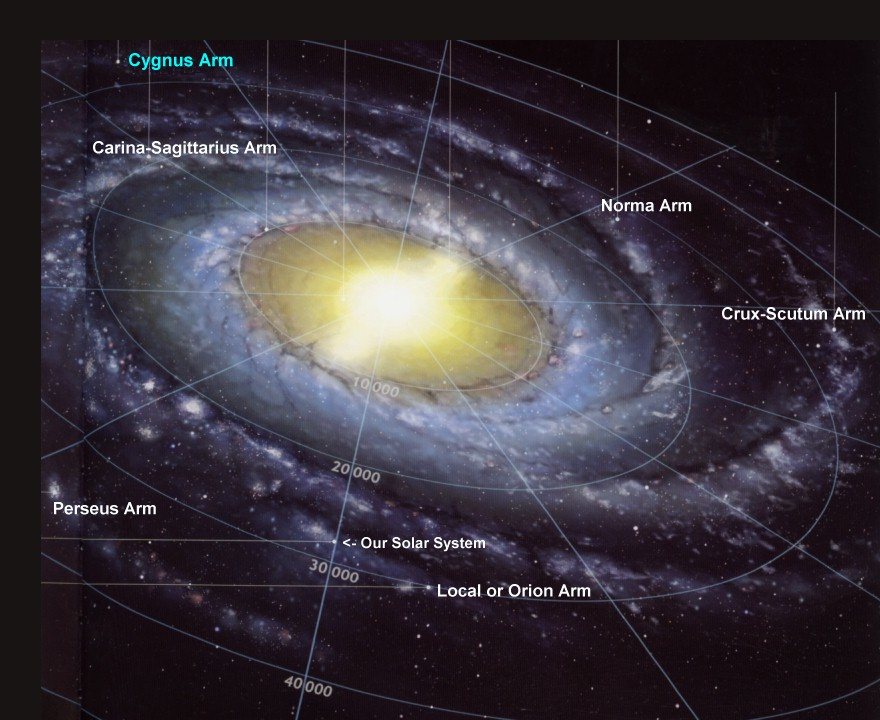 Cygnus Arm
Carina-Sagittarius Arm
Norma Arm
Crux-Scutum Arm
10 000
20 000
Perseus Arm
<- Our Solar System
30 000
Local or Orion Arm
40 000